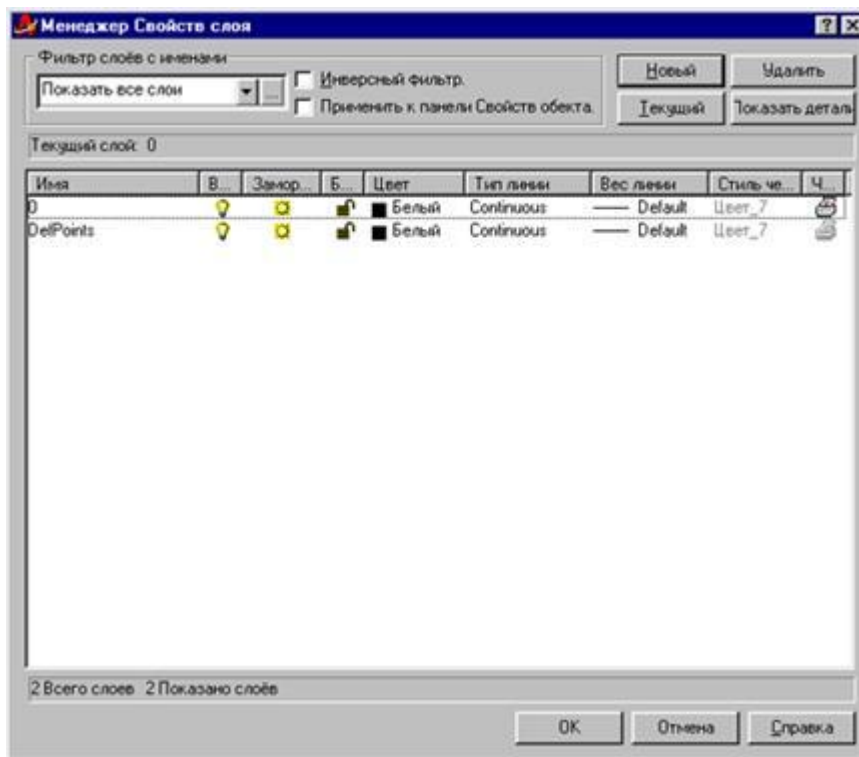 Менеджер Свойств слоя
Фильтр слоёв с именами
Показать все слои
...
Инверсный фильтр.
Применить к панели Свойств обекта.
Новый
Удалить
Текущий
Показать детали
Текущий слой: 0
Имя В... Замор... Б... Цвет Тип линии Вес линии Стиль че... Ч...
0 Белый Continuous Default Цвет_7
DefPoints Белый Continuous Default Цвет_7
2 Всего слоев 2 Показано слоёв
OK
Отмена
Справка